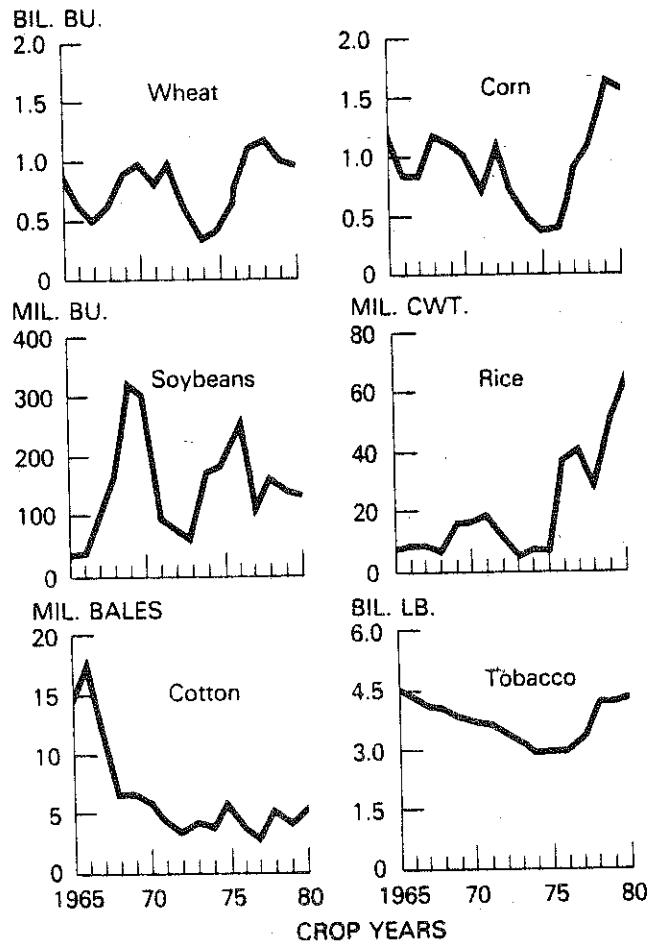 BIL. BU.
2.0
1.5
1.0
0.5
0
Wheat
2.0
1.5
1.0
0.5
0
Corn
MIL. BU.
400
300
200
100
0
Soybeans
MIL. CWT.
80
60
40
20
0
Rice
MIL. BALES
20
15
10
5
0
Cotton
1965 70 75 80
BIL. LB.
6.0
4.5
3.0
1.5
0
Tobacco
1965 70 75 80
CROP YEARS